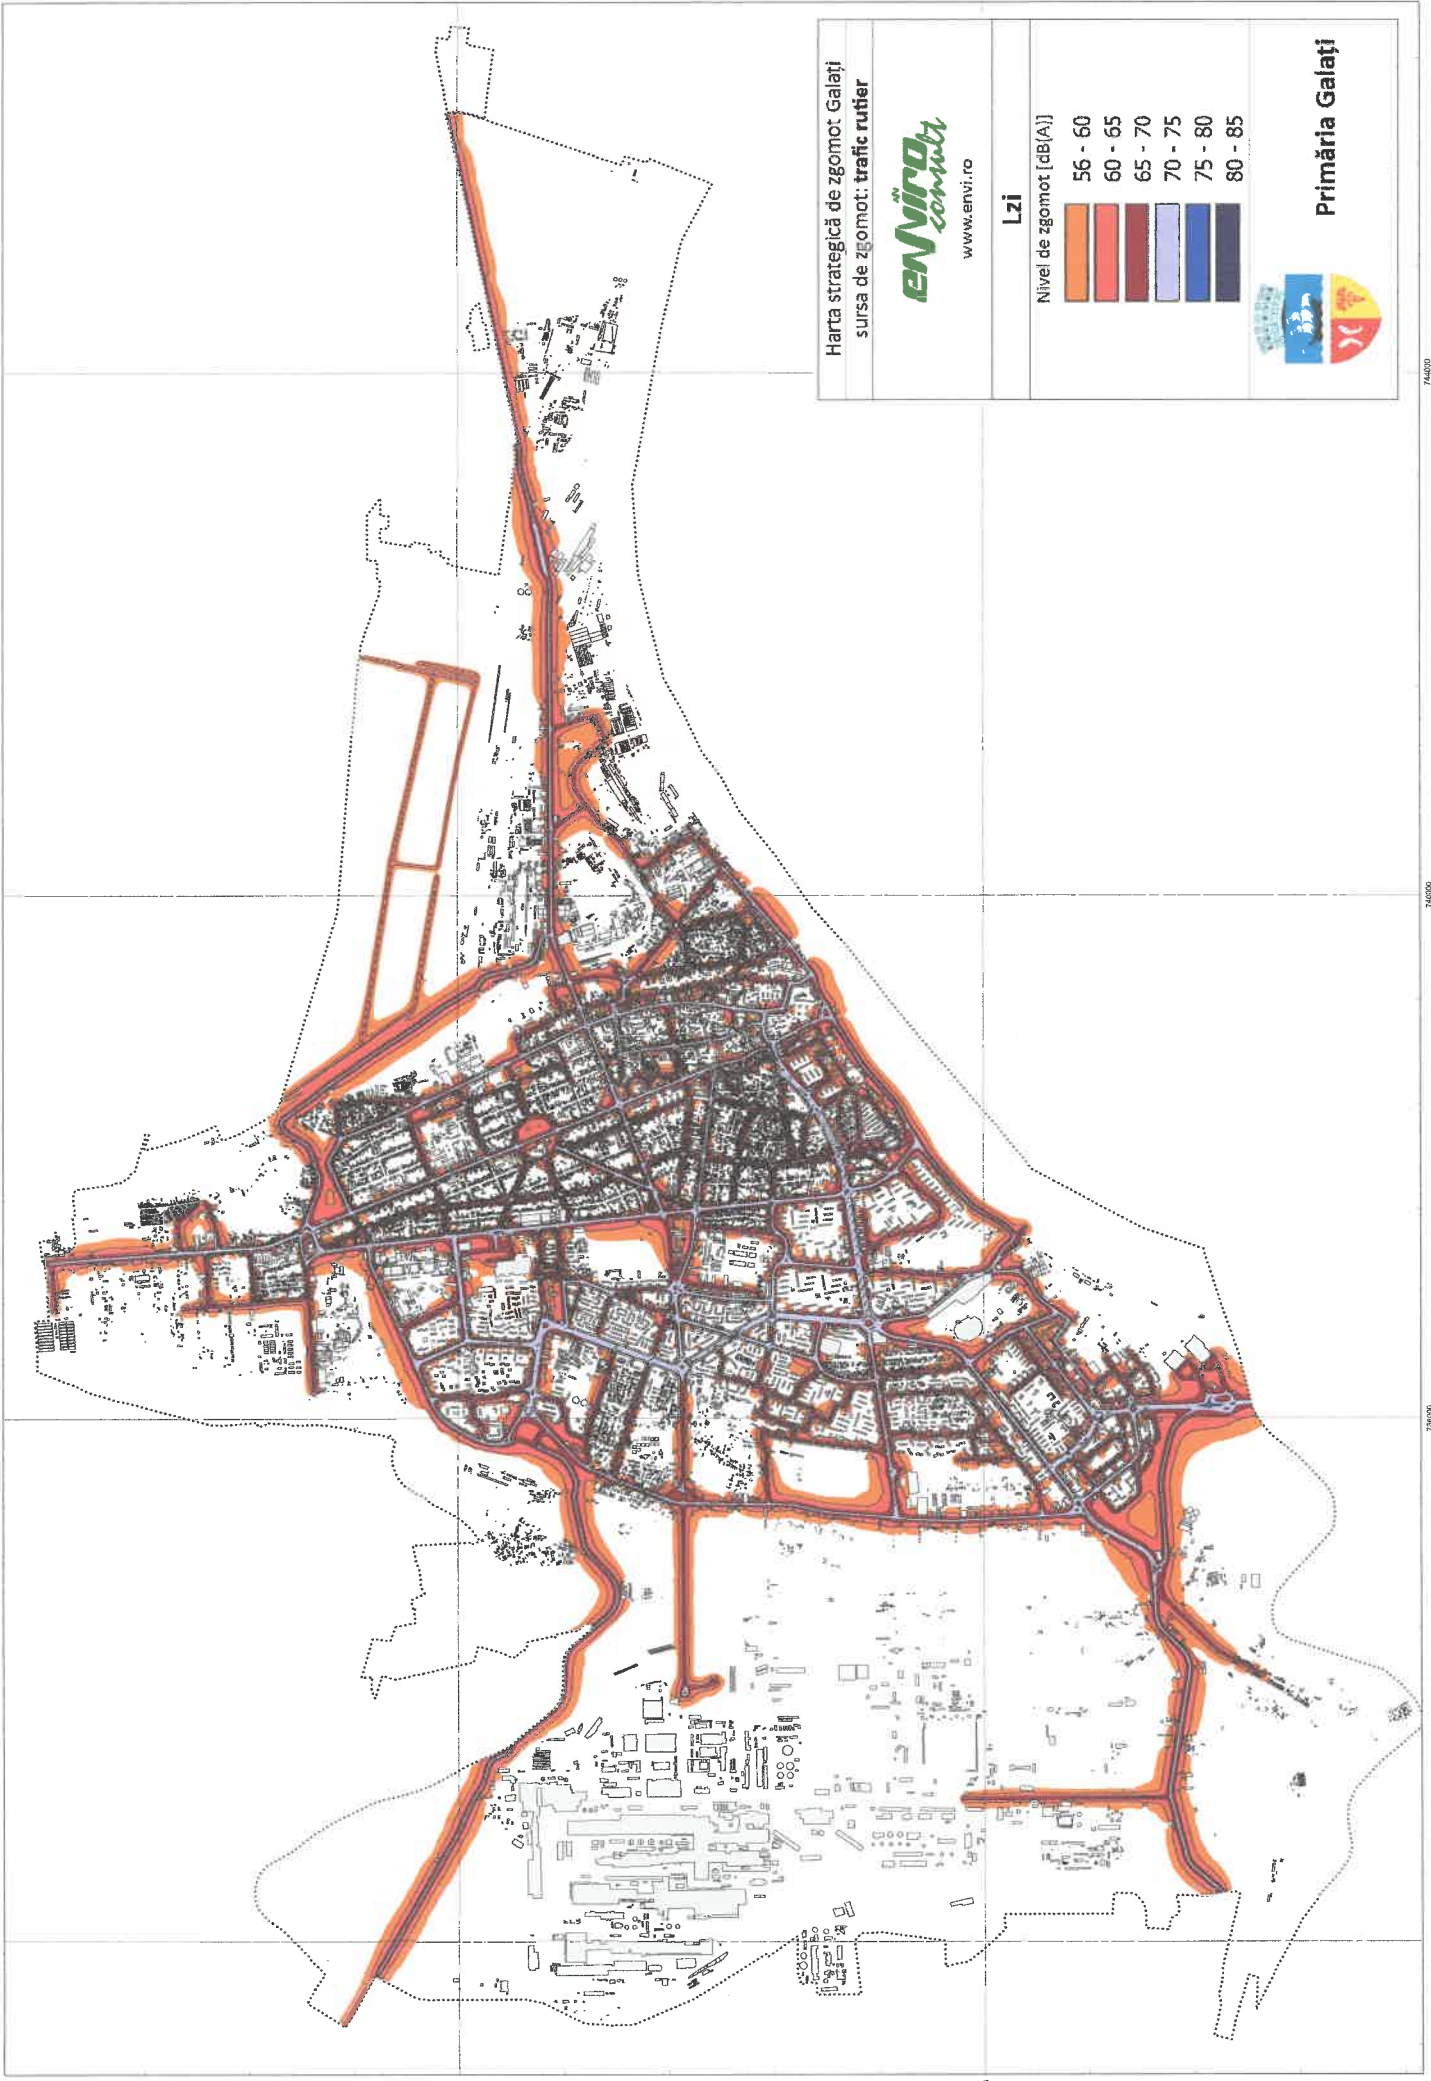 Harta strategică de zgomot Galați
sursa de zgomot: trafic rutier
enviro
consult
www.envi.ro
Lzi
Nivel de zgomot [dB(A)]
56 - 60
60 - 65
65 - 70
70 - 75
75 - 80
80 - 85
Primăria Galați
744000
740000
736000